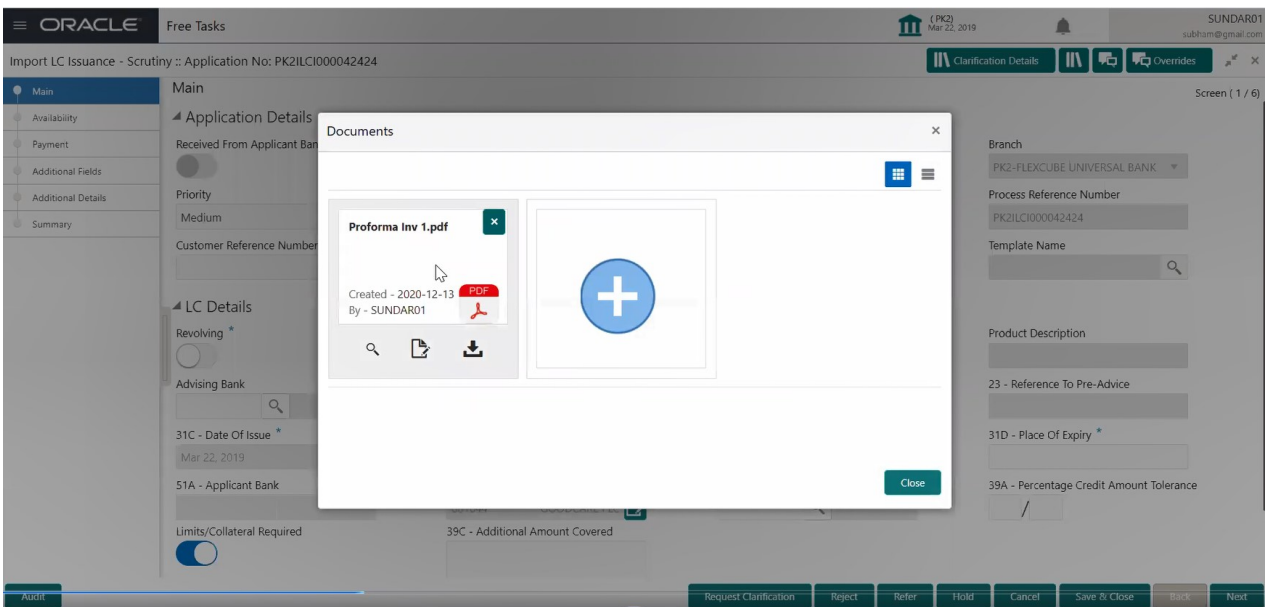 ORACLE
Free Tasks
( PK2)
Mar 22, 2019
SUNDAR01
subham@gmail.com
Import LC Issuance - Scrutiny :: Application No: PK2ILCI000042424
Clarification Details
Overrides
Main
Availability
Payment
Additional Fields
Additional Details
Summary
Main
Screen ( 1 / 6)
Application Details
Received From Applicant Ban
Branch
PK2-FLEXCUBE UNIVERSAL BANK
Priority
Medium
Process Reference Number
PK2ILCI000042424
Customer Reference Number
Template Name
Documents
Proforma Inv 1.pdf
Created - 2020-12-13
By - SUNDAR01
PDF
Close
LC Details
Revolving *
Product Description
Advising Bank
23 - Reference To Pre-Advice
31C - Date Of Issue *
Mar 22, 2019
31D - Place Of Expiry *
51A - Applicant Bank
39A - Percentage Credit Amount Tolerance
/
Limits/Collateral Required
39C - Additional Amount Covered
Audit
Request Clarification
Reject
Refer
Hold
Cancel
Save & Close
Back
Next